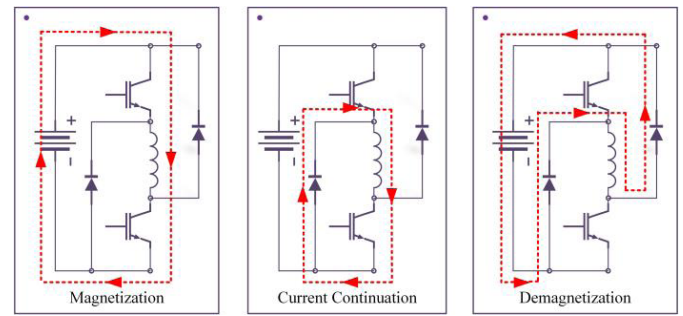 +
-
Magnetization
+
-
Current Continuation
+
-
Demagnetization